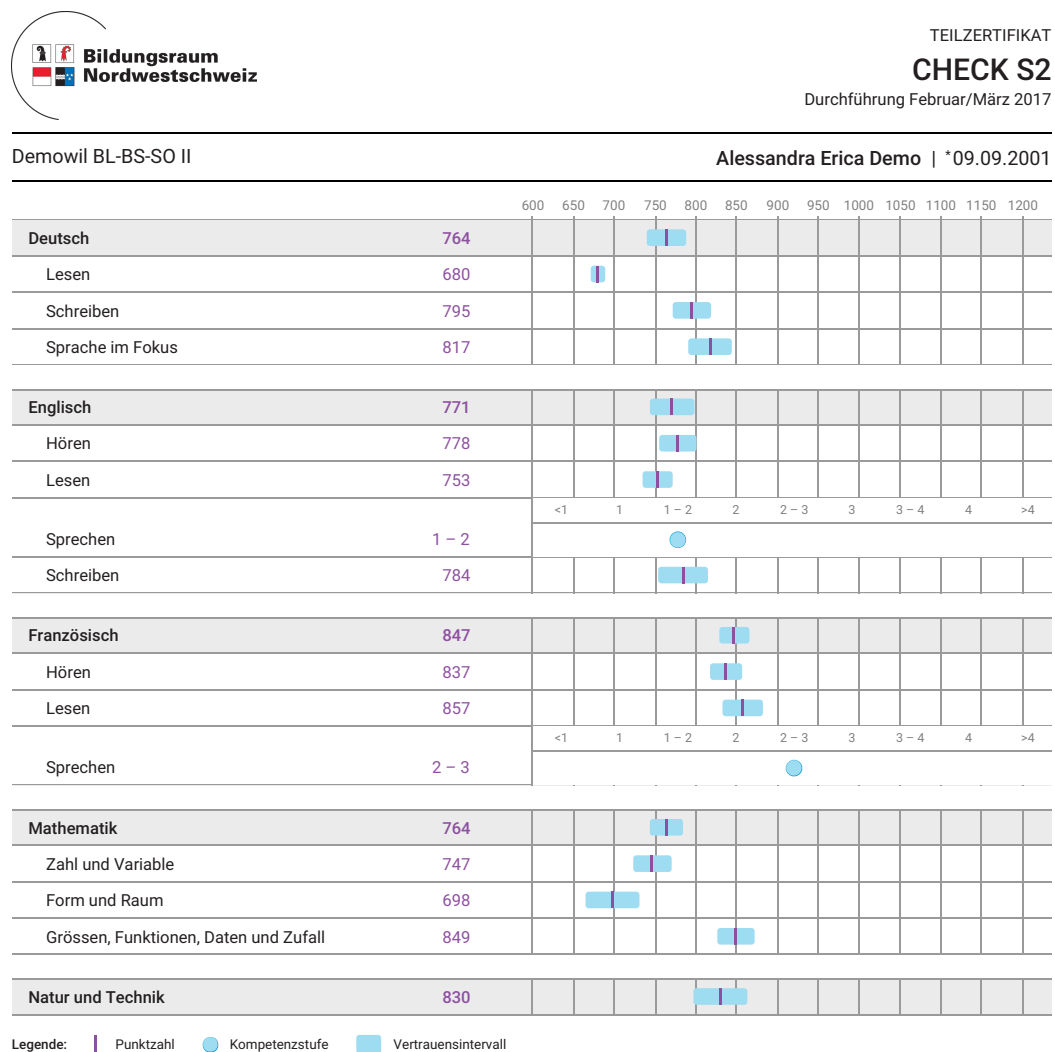 Bildungsraum
Nordwestschweiz
TEILZERTIFIKAT
CHECK S2
Durchführung Februar/März 2017
Demowil BL-BS-SO II
Alessandra Erica Demo | *09.09.2001
600 650 700 750 800 850 900 950 1000 1050 1100 1150 1200
Deutsch 764
Lesen 680
Schreiben 795
Sprache im Fokus 817
Englisch 771
Hören 778
Lesen 753
<1 1 1 – 2 2 2 – 3 3 3 – 4 4 >4
Sprechen 1 – 2
Schreiben 784
Französisch 847
Hören 837
Lesen 857
<1 1 1 – 2 2 2 – 3 3 3 – 4 4 >4
Sprechen 2 – 3
Mathematik 764
Zahl und Variable 747
Form und Raum 698
Grössen, Funktionen, Daten und Zufall 849
Natur und Technik 830
Legende: Punktzahl Kompetenzstufe Vertrauensintervall